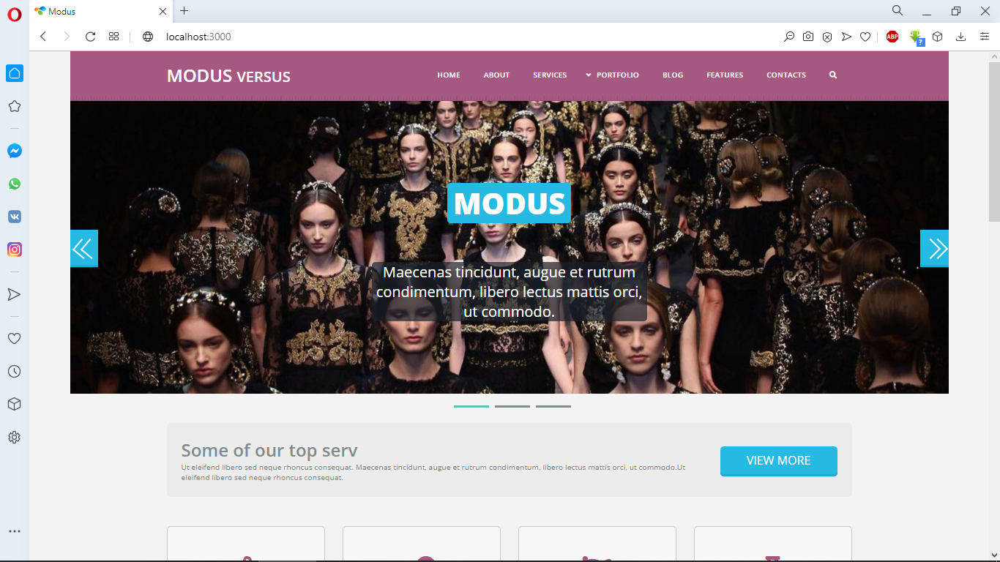 Modus
localhost:3000
ABP
?
MODUS VERSUS
HOME ABOUT SERVICES PORTFOLIO BLOG FEATURES CONTACTS
MODUS
Maecenas tincidunt, augue et rutrum
condimentum, libero lectus mattis orci,
ut commodo.
Some of our top serv
Ut eleifend libero sed neque rhoncus consequat. Maecenas tincidunt, augue et rutrum condimentum, libero lectus mattis orci, ut commodo.Ut
eleifend libero sed neque rhoncus consequat.
VIEW MORE